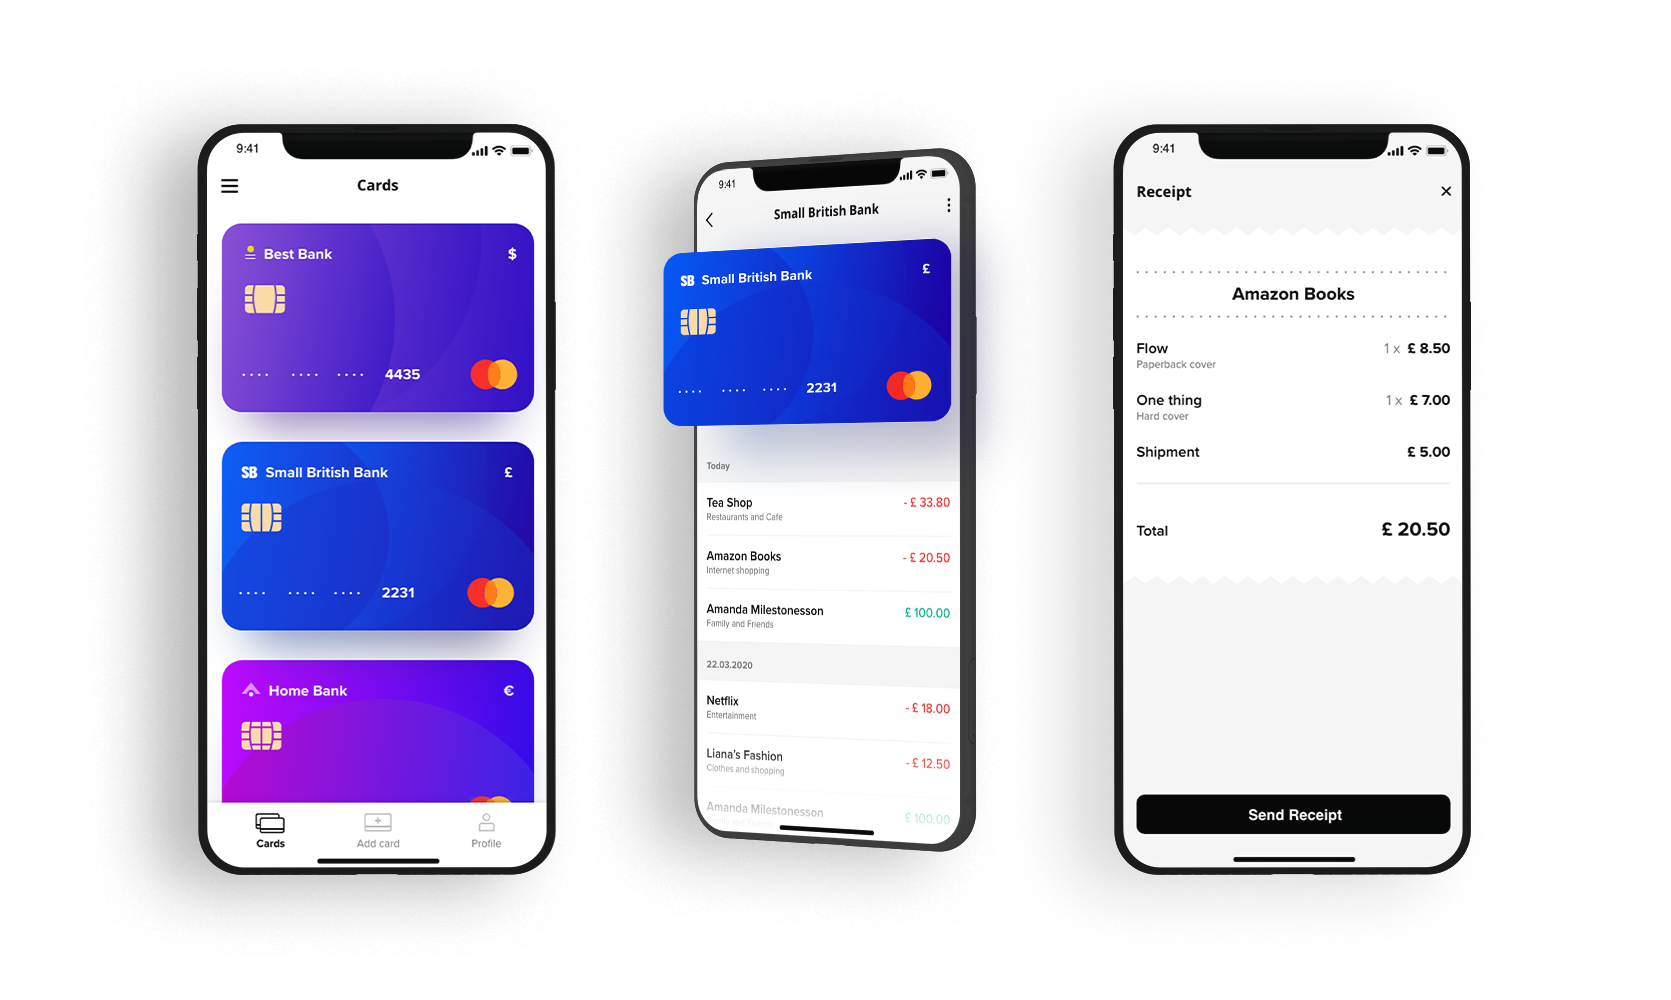 9:41
Cards
Best Bank $
.... .... .... 4435
SB Small British Bank £
.... .... .... 2231
Home Bank €
Cards Add card Profile
9:41
Small British Bank
SB Small British Bank £
.... .... .... 2231
Today
Tea Shop - £ 33.80
Restaurants and Cafe
Amazon Books - £ 20.50
Internet shopping
Amanda Milestonesson £ 100.00
Family and Friends
22.03.2020
Netflix - £ 18.00
Entertainment
Liana's Fashion - £ 12.50
Clothes and shopping
Amanda Milestonesson £ 100.00
Family and Friends
9:41
Receipt
Amazon Books
Flow 1 x £ 8.50
Paperback cover
One thing 1 x £ 7.00
Hard cover
Shipment £ 5.00
Total £ 20.50
Send Receipt